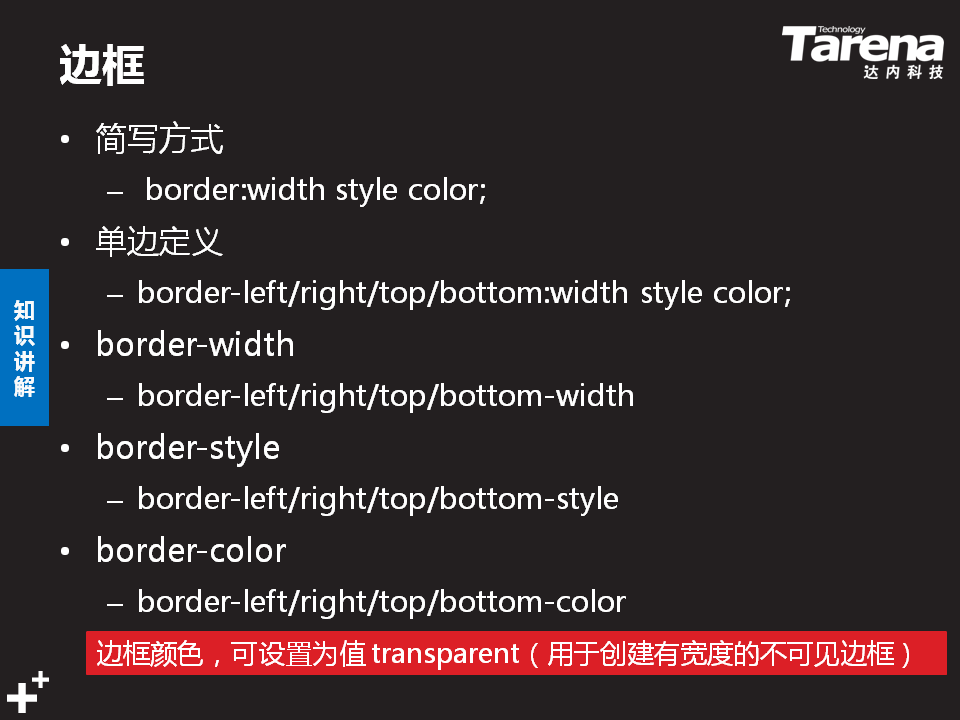 边框
Technology
Tarena
达内科技
• 简写方式
– border:width style color;
• 单边定义
– border-left/right/top/bottom:width style color;
• border-width
– border-left/right/top/bottom-width
• border-style
– border-left/right/top/bottom-style
• border-color
– border-left/right/top/bottom-color
知识讲解
边框颜色，可设置为值 transparent（用于创建有宽度的不可见边框）